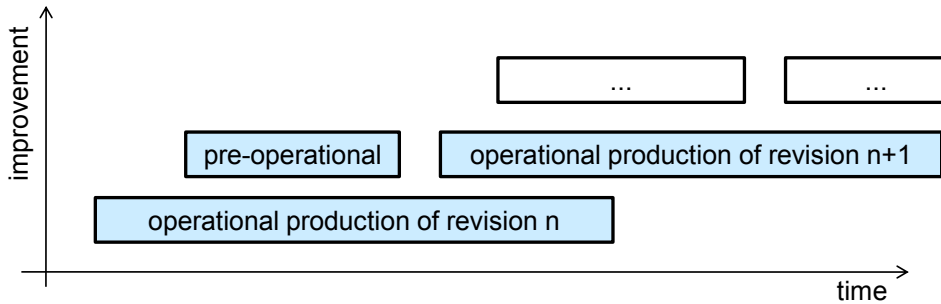 improvement
...
...
pre-operational
operational production of revision n+1
operational production of revision n
time